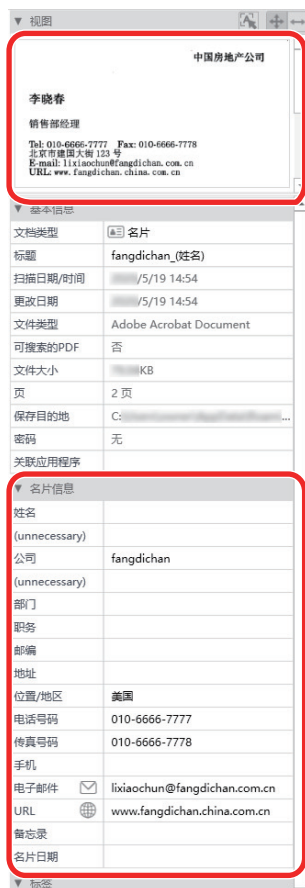 ▼ 视图
中国房地产公司
李晓春
销售部经理
Tel: 010-6666-7777 Fax: 010-6666-7778
北京市建国大街 123 号
E-mail: lixiaochun@fangdichan.com.cn
URL: www.fangdichan.china.com.cn
▼ 基本信息
文档类型 名片
标题 fangdichan_(姓名)
扫描日期/时间 /5/19 14:54
更改日期 /5/19 14:54
文件类型 Adobe Acrobat Document
可搜索的PDF 否
文件大小 KB
页 2 页
保存目的地 C: ...
密码 无
关联应用程序
▼ 名片信息
姓名
(unnecessary)
公司 fangdichan
(unnecessary)
部门
职务
邮编
地址
位置/地区 美国
电话号码 010-6666-7777
传真号码 010-6666-7778
手机
电子邮件 lixiaochun@fangdichan.com.cn
URL www.fangdichan.china.com.cn
备忘录
名片日期
▼ 标签